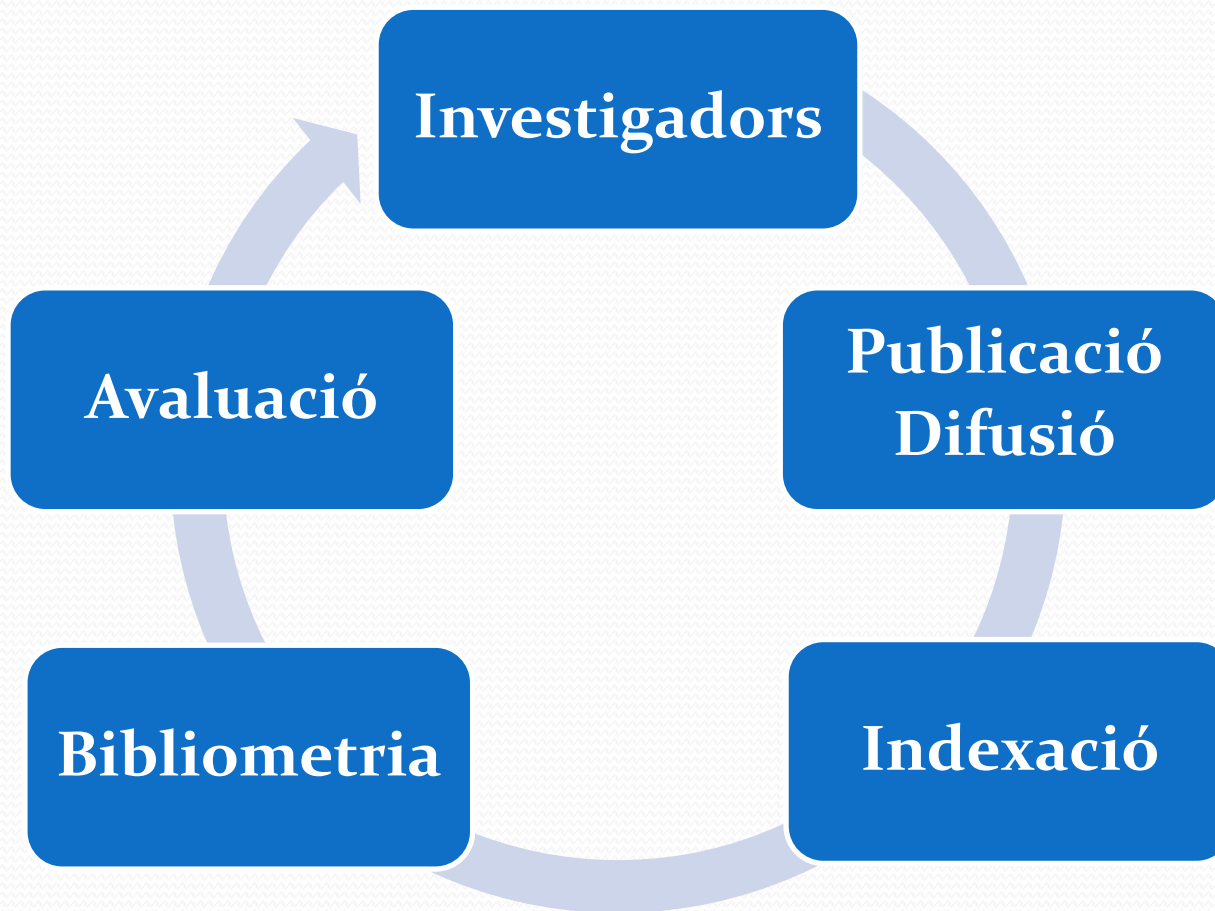 Investigadors
Publicació
Difusió
Avaluació
Indexació
Bibliometria